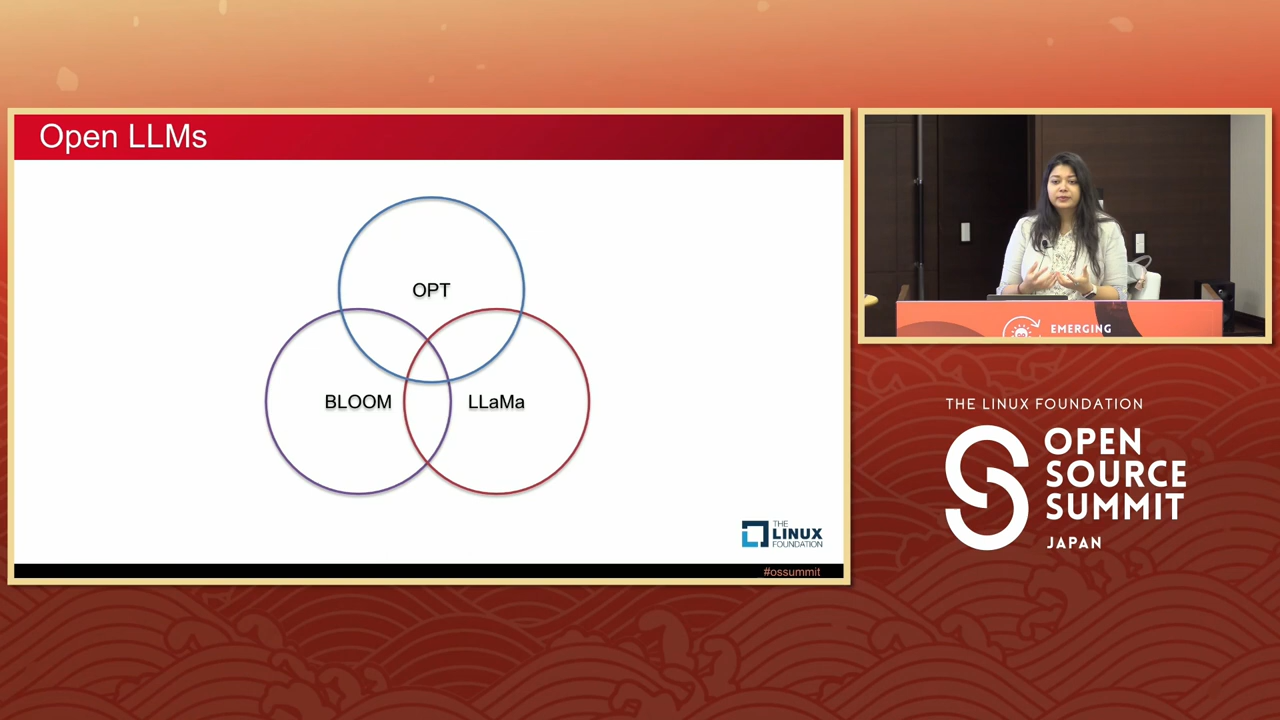 Open LLMs
OPT
BLOOM
LLaMa
THE
LINUX
FOUNDATION
#ossummit
EMERGING
THE LINUX FOUNDATION
OPEN
SOURCE
SUMMIT
JAPAN